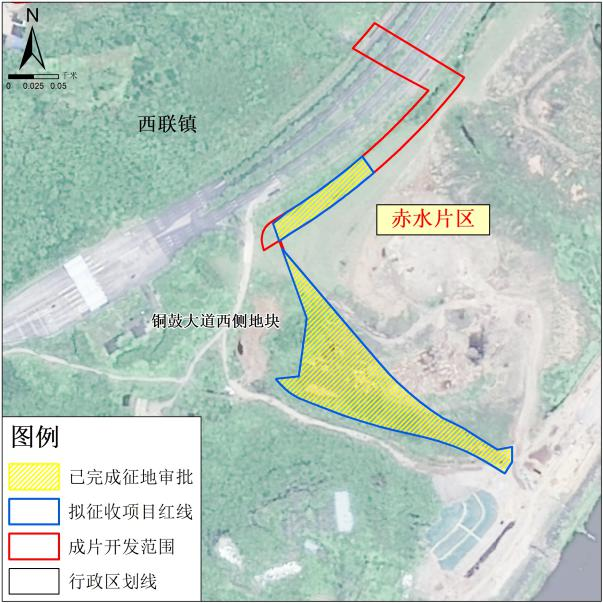 N
千米
0 0.025 0.05
西联镇
赤水片区
铜鼓大道西侧地块
图例
已完成征地审批
拟征收项目红线
成片开发范围
行政区划线